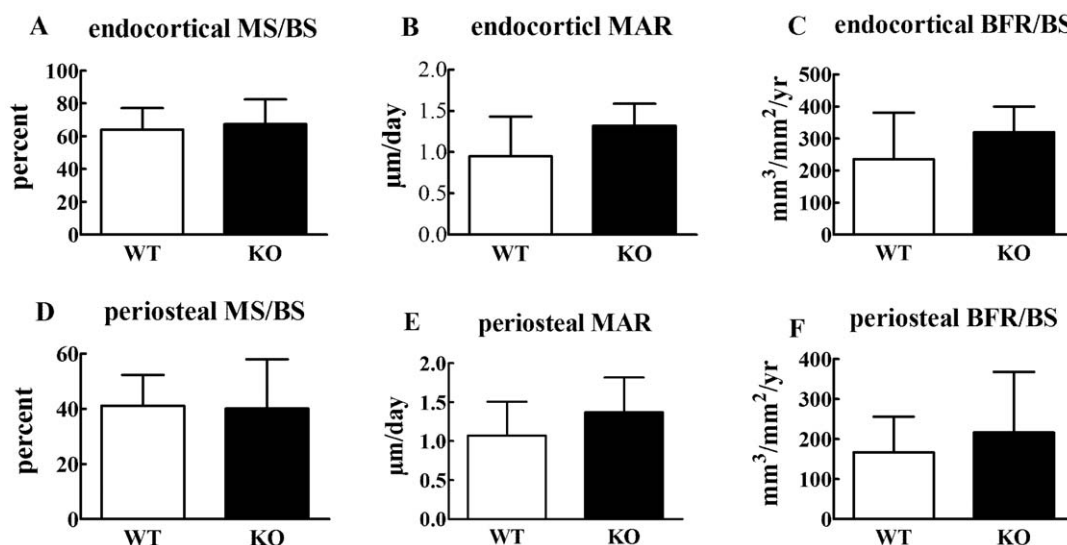 A endocortical MS/BS
percent
100
80
60
40
20
0
WT KO
B endocorticl MAR
μm/day
2.0
1.5
1.0
0.5
0.0
WT KO
C endocortical BFR/BS
mm³/mm²/yr
500
400
300
200
100
0
WT KO
D periosteal MS/BS
percent
60
40
20
0
WT KO
E periosteal MAR
μm/day
2.0
1.5
1.0
0.5
0.0
WT KO
F periosteal BFR/BS
mm³/mm²/yr
400
300
200
100
0
WT KO